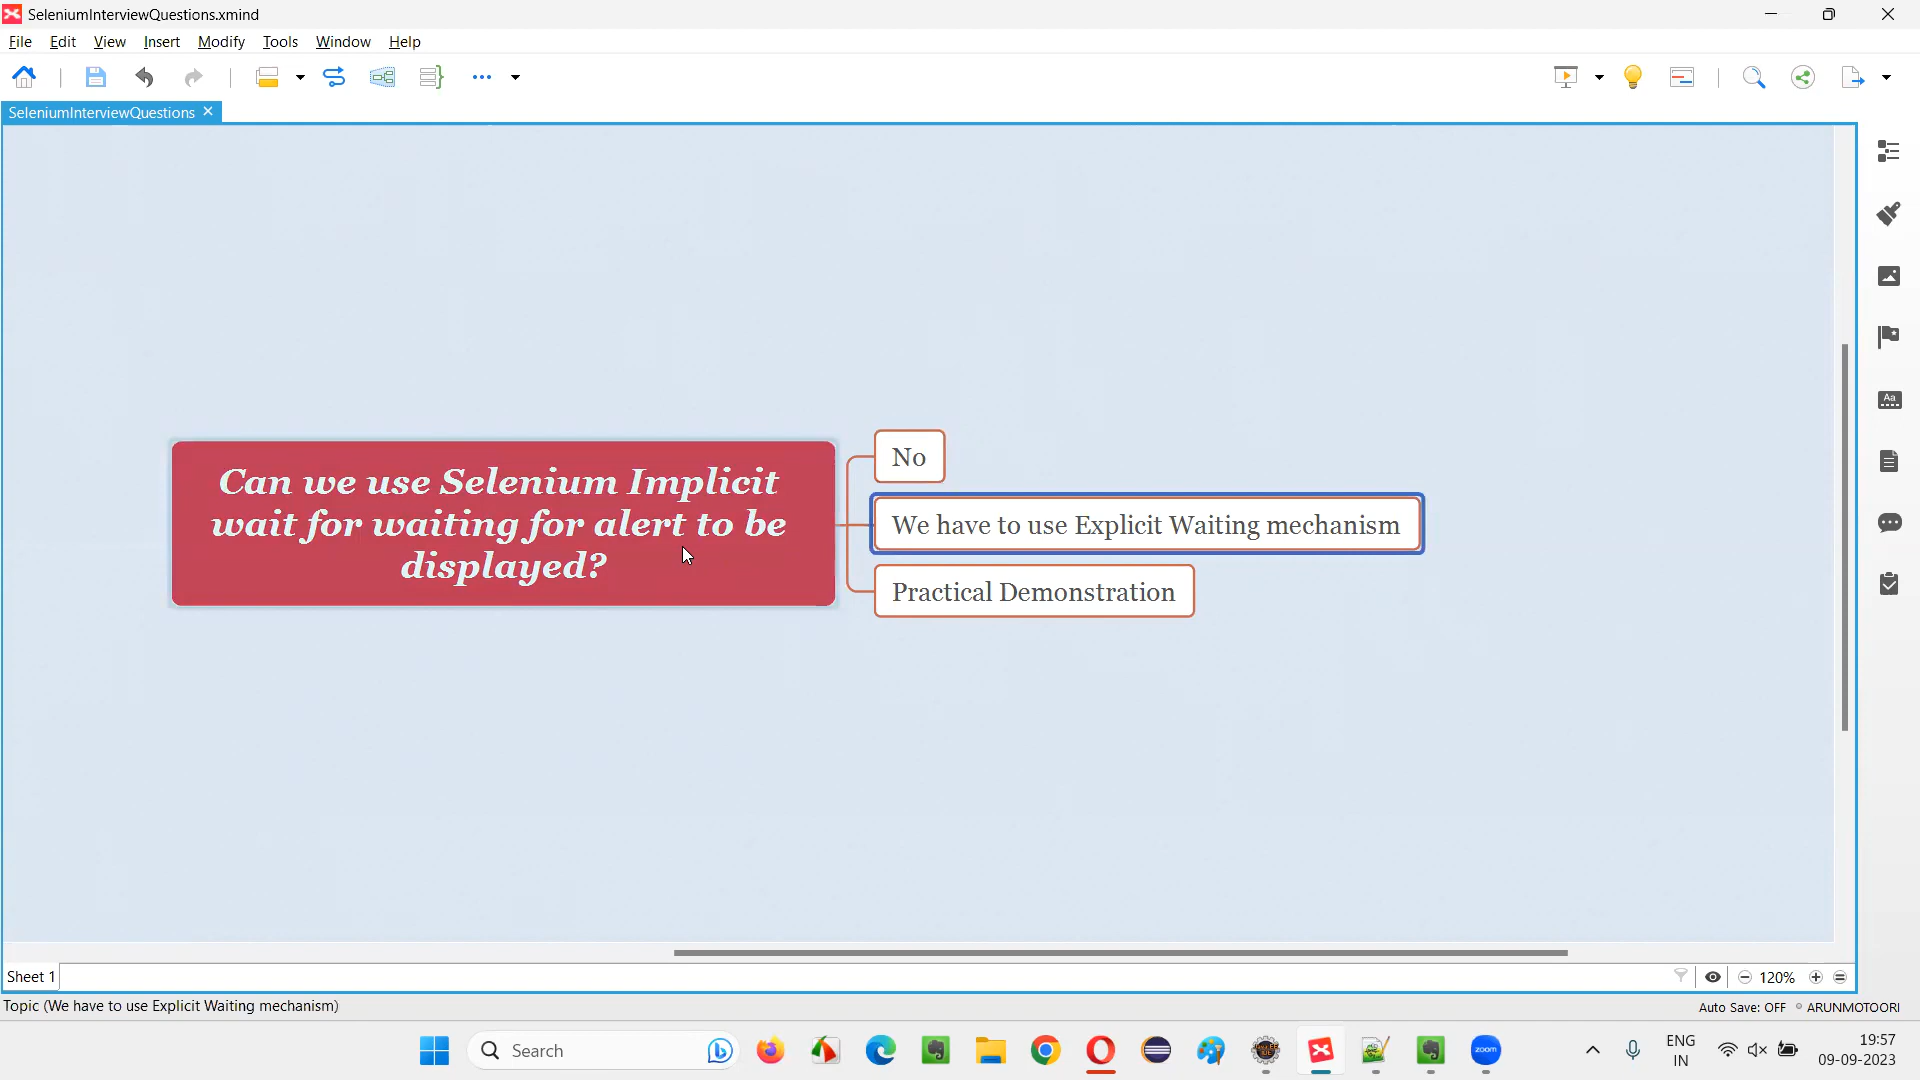 SeleniumInterviewQuestions.xmind
File Edit View Insert Modify Tools Window Help
SeleniumInterviewQuestions
Can we use Selenium Implicit
wait for waiting for alert to be
displayed?
No
We have to use Explicit Waiting mechanism
Practical Demonstration
Aa
Sheet 1
120%
Topic (We have to use Explicit Waiting mechanism)
Auto Save: OFF
ARUNMOTOORI
Search
zoom
ENG
IN
19:57
09-09-2023